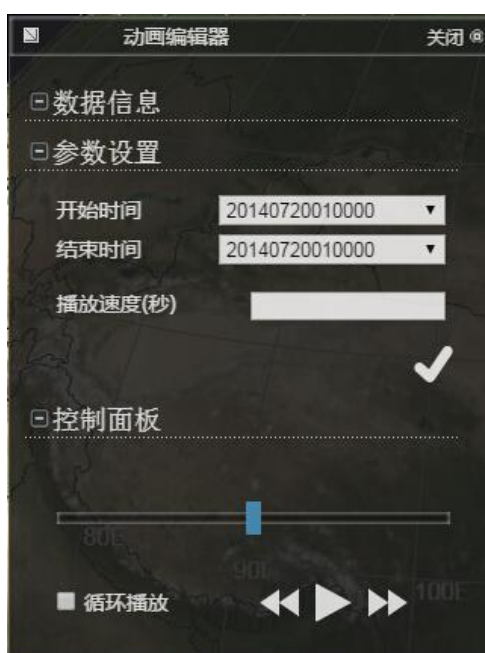 动画编辑器 关闭
数据信息
参数设置
开始时间 20140720010000
结束时间 20140720010000
播放速度(秒)
控制面板
80E
90E
100E
循环播放